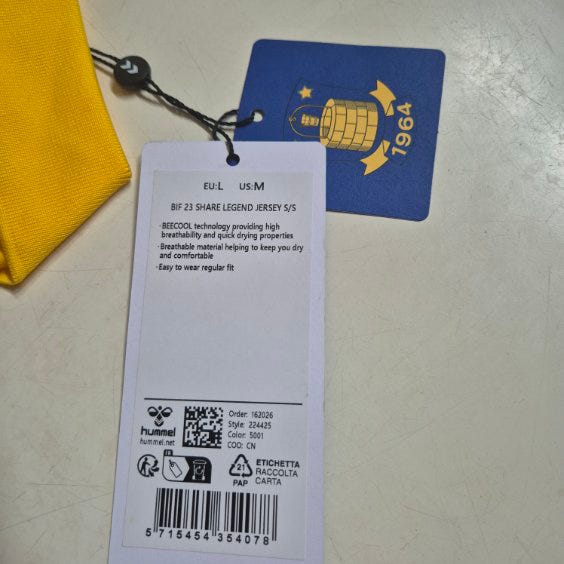 1964
EU:L US:M
BIF 23 SHARE LEGEND JERSEY S/S
·BEECOOL technology providing high
breathability and quick drying properties
·Breathable material helping to keep you dry
and comfortable
·Easy to wear regular fit
hummel
hummel.net
Order: 162026
Style: 224425
Color: 5001
COO: CN
FR
21
PAP
ETICHETTA
RACCOLTA
CARTA
5 715454 354078